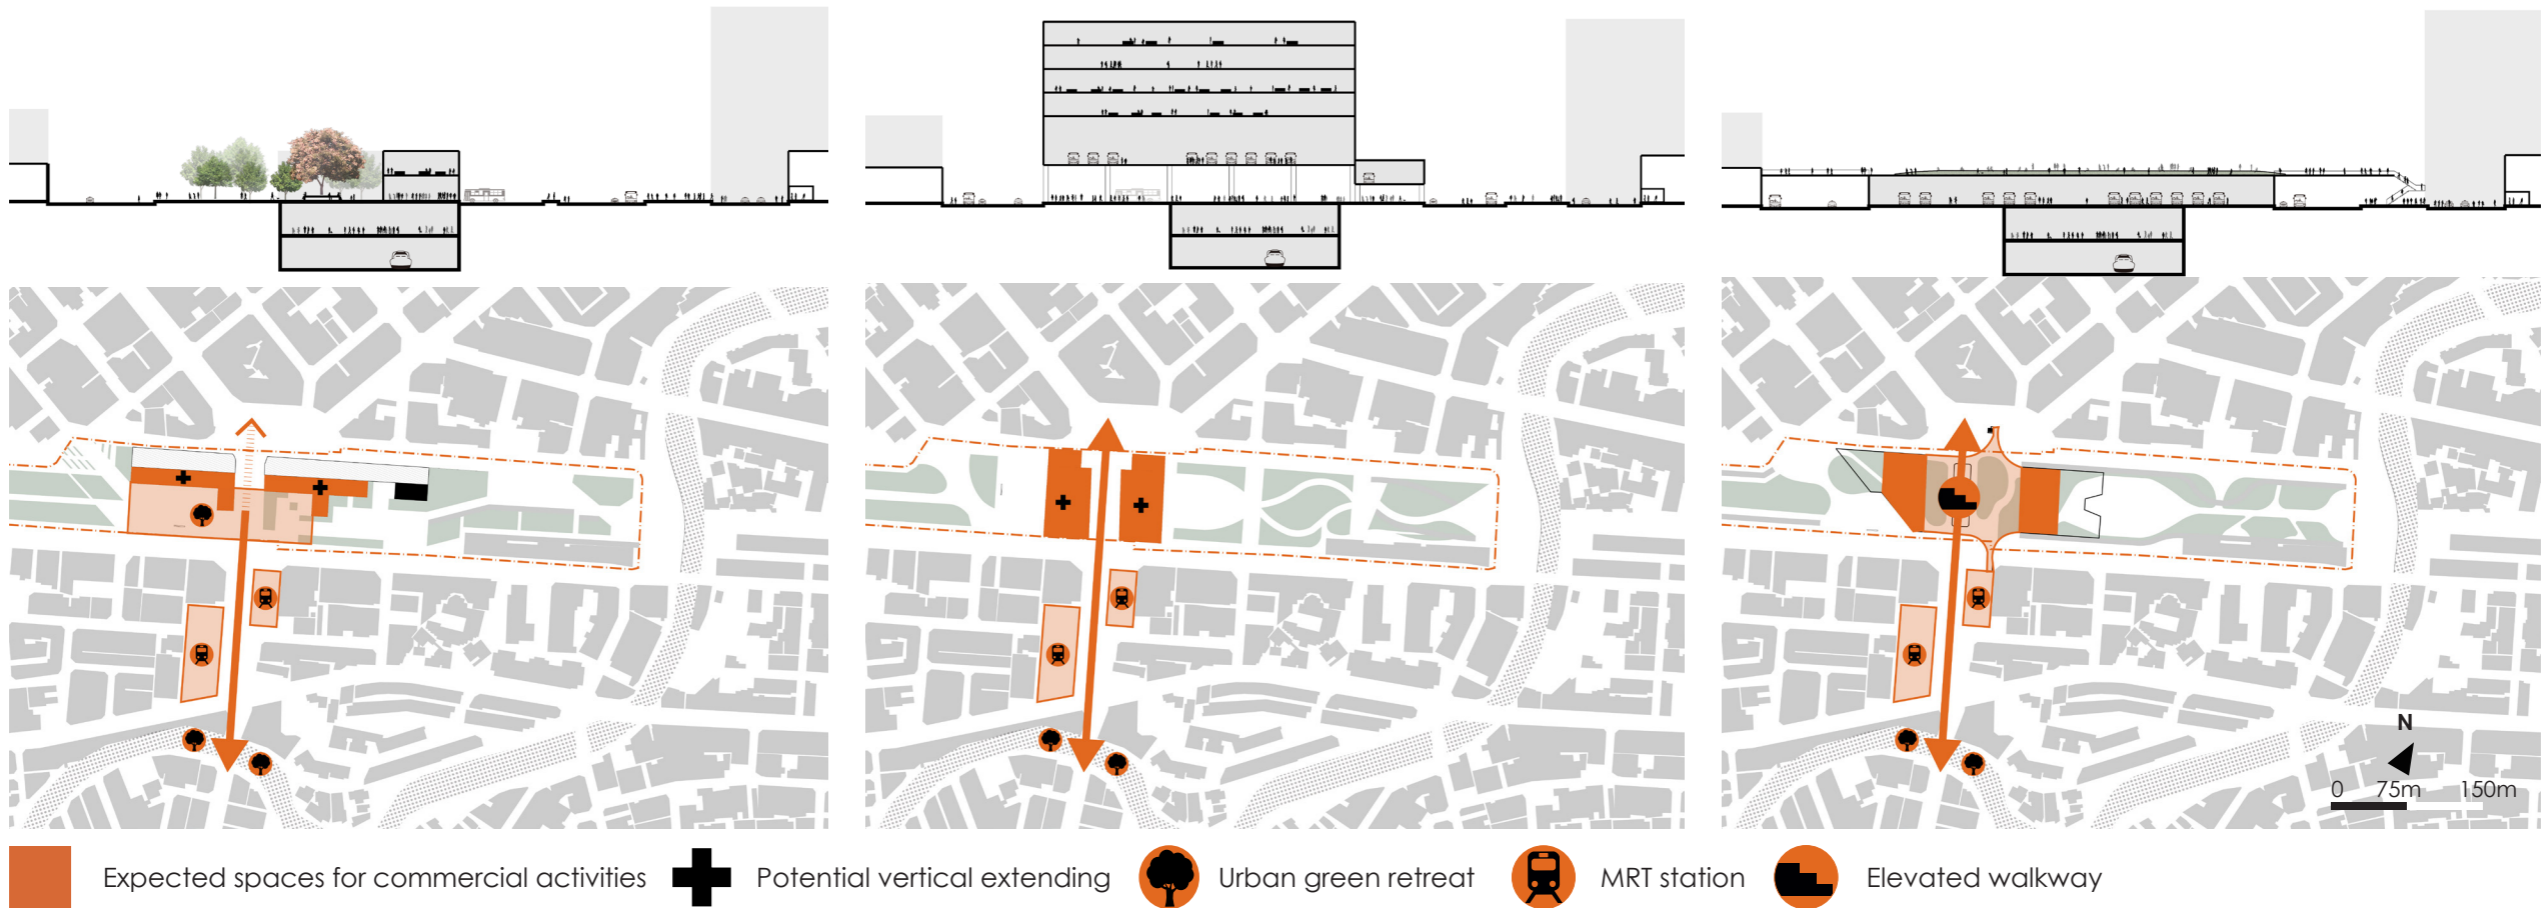 N
0 75m 150m
Expected spaces for commercial activities
Potential vertical extending
Urban green retreat
MRT station
Elevated walkway